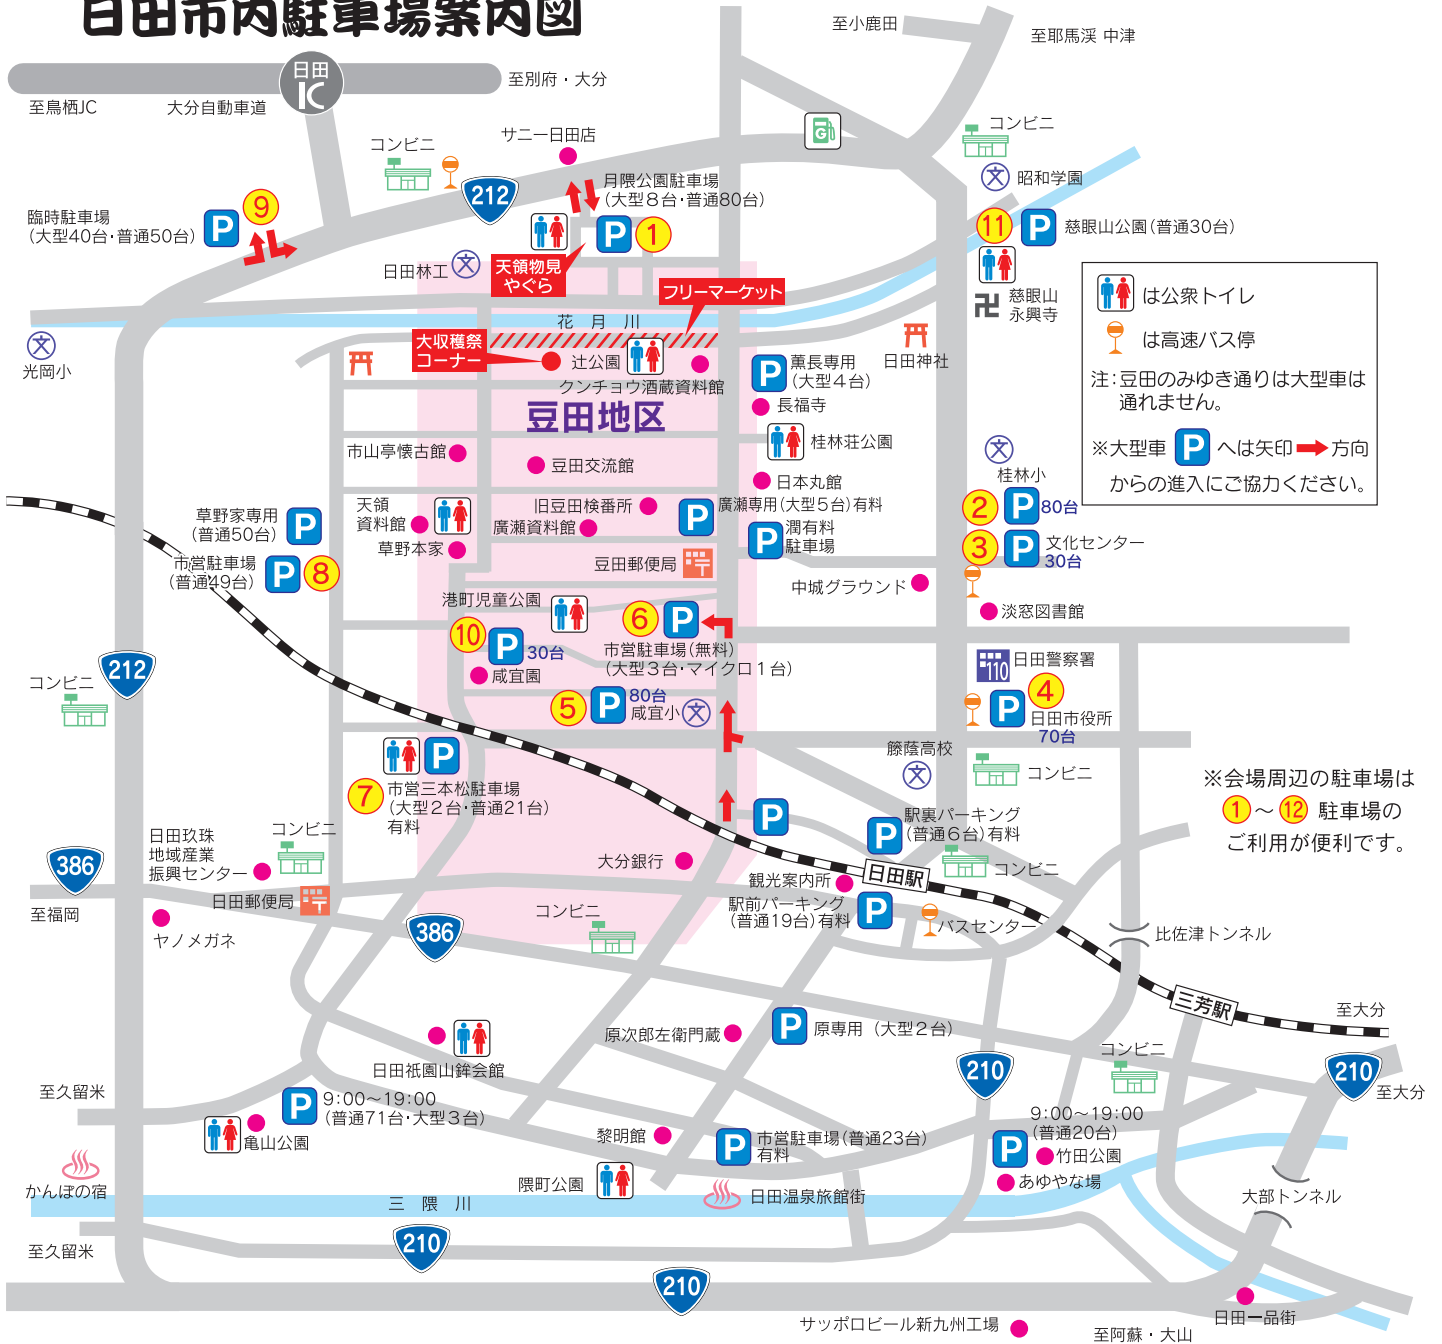 日田市内駐車場案内図
至小鹿田
至耶馬渓 中津
日田
IC
至別府・大分
至鳥栖JC
大分自動車道
コンビニ
サニー日田店
コンビニ
昭和学園
G
212
月隈公園駐車場
(大型8台・普通80台)
臨時駐車場
(大型40台・普通50台)
P
9
P
1
11
P
慈眼山公園(普通30台)
日田林工
天領物見
やぐら
フリーマーケット
慈眼山
永興寺
は公衆トイレ
は高速バス停
注:豆田のみゆき通りは大型車は
通れません。
※大型車
P
へは矢印
方向
からの進入にご協力ください。
花月川
大収穫祭
コーナー
辻公園
クンチョウ酒蔵資料館
光岡小
日田神社
P
薫長専用
(大型4台)
長福寺
豆田地区
桂林荘公園
市山亭懐古館
豆田交流館
日本丸館
桂林小
天領
資料館
旧豆田検番所
廣瀬資料館
草野本家
P
廣瀬専用(大型5台)有料
P
潤有料
駐車場
2
P
80台
3
P
文化センター
30台
草野家専用
(普通50台)
P
市営駐車場
(普通49台)
P
8
豆田郵便局
中城グラウンド
淡窓図書館
港町児童公園
10
P
30台
咸宜園
6
P
市営駐車場(無料)
(大型3台・マイクロ1台)
5
P
80台
咸宜小
110
日田警察署
4
P
日田市役所
70台
212
コンビニ
藤蔭高校
コンビニ
P
7
市営三本松駐車場
(大型2台・普通21台)
有料
※会場周辺の駐車場は
1～12 駐車場の
ご利用が便利です。
P
P
駅裏パーキング
(普通6台)有料
コンビニ
日田玖珠
地域産業
振興センター
コンビニ
386
大分銀行
日田駅
観光案内所
駅前パーキング
(普通19台)有料
P
バスセンター
日田郵便局
至福岡
ヤノメガネ
386
コンビニ
比佐津トンネル
三芳駅
至大分
原次郎左衛門蔵
P
原専用 (大型2台)
日田祇園山鉾会館
210
コンビニ
210
至大分
至久留米
P
9:00～19:00
(普通71台・大型3台)
亀山公園
黎明館
P
市営駐車場(普通23台)
有料
9:00～19:00
(普通20台)
P
竹田公園
あゆやな場
かんぽの宿
隈町公園
日田温泉旅館街
三隈川
大部トンネル
至久留米
210
210
日田一品街
サッポロビール新九州工場
至阿蘇・大山